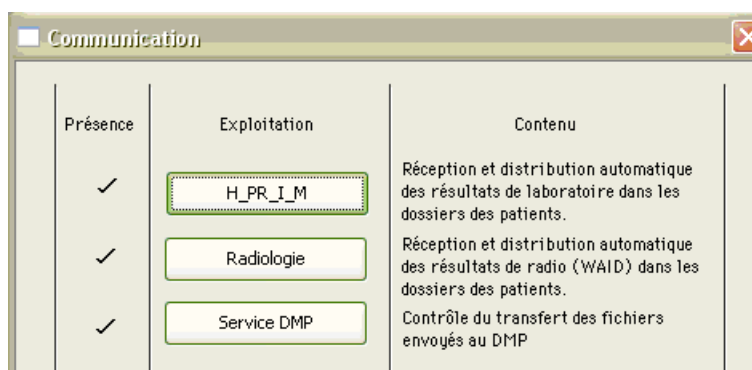 Communication
Présence
Exploitation
Contenu
H_PR_I_M
Réception et distribution automatique
des résultats de laboratoire dans les
dossiers des patients.
Radiologie
Réception et distribution automatique
des résultats de radio (WAID) dans les
dossiers des patients.
Service DMP
Contrôle du transfert des fichiers
envoyés au DMP